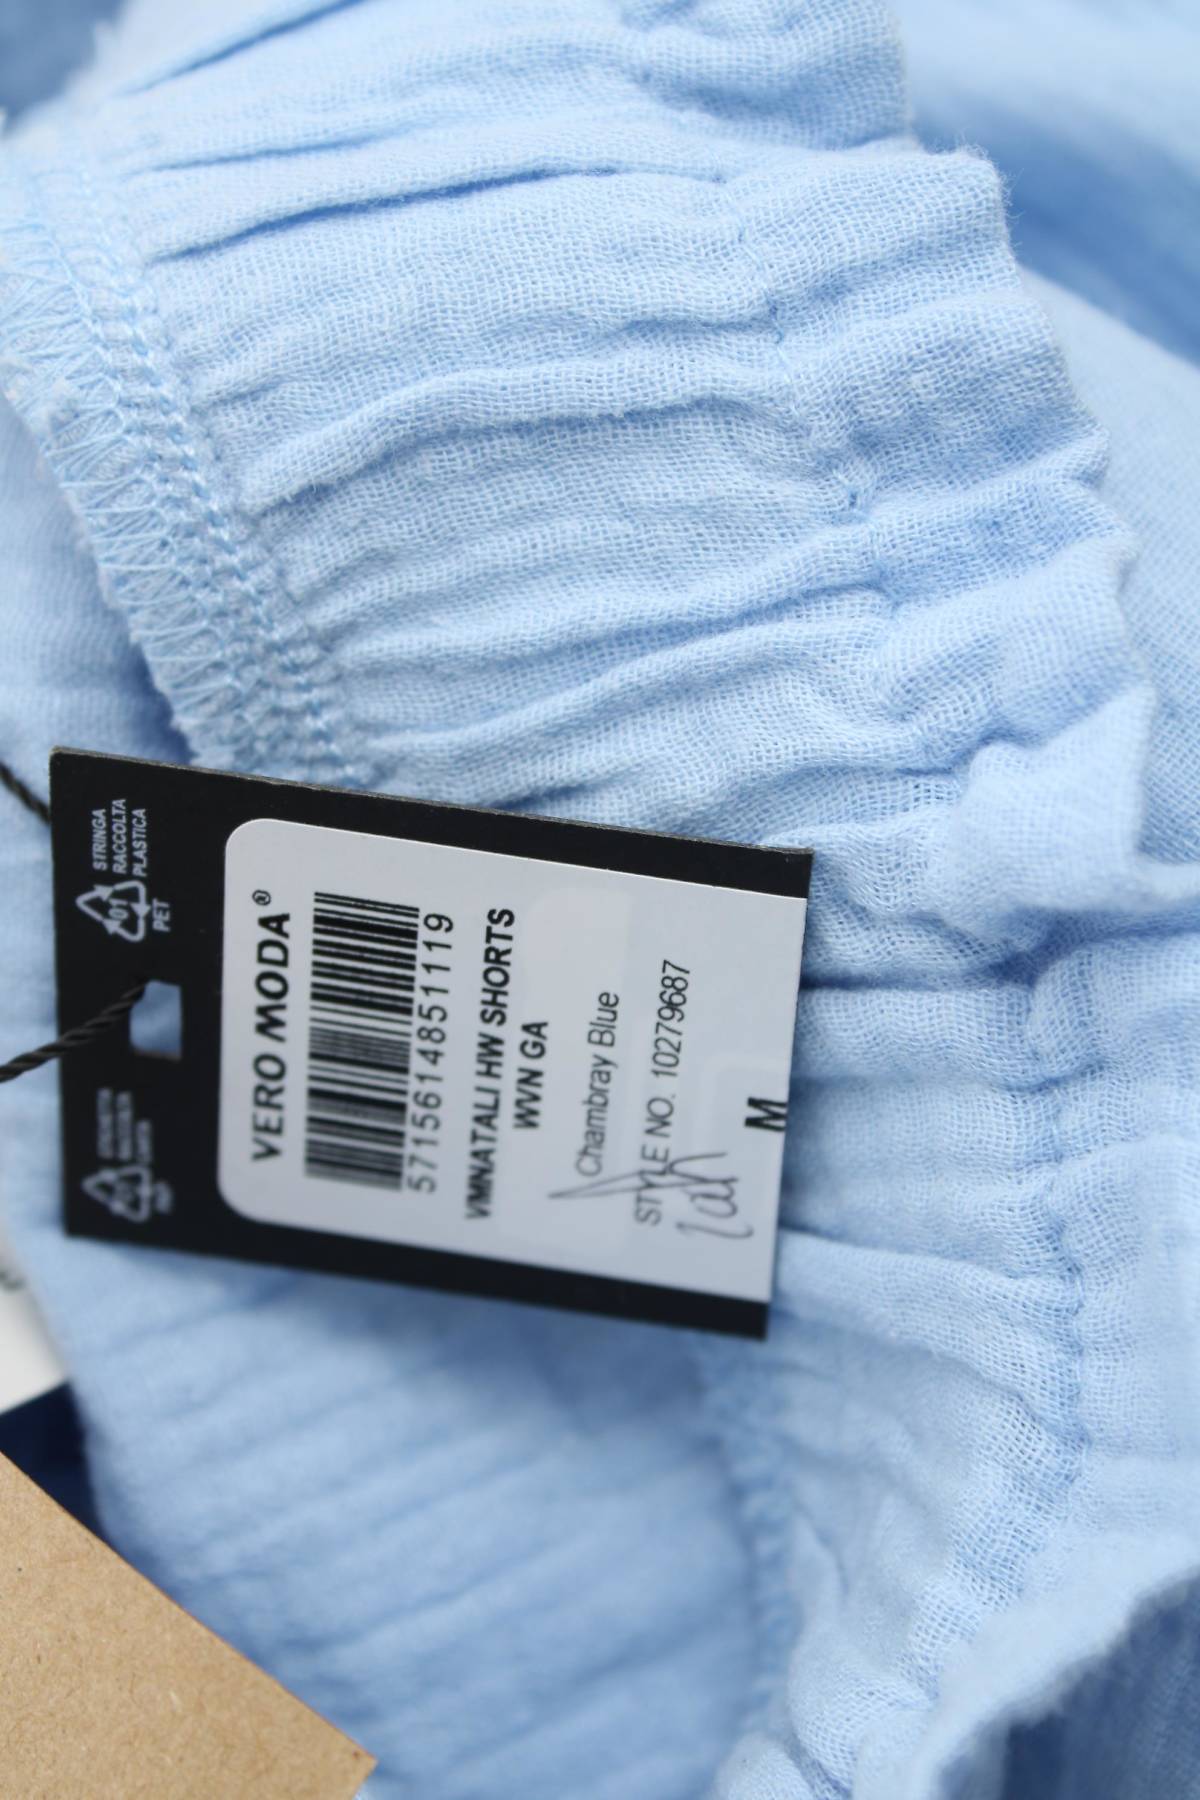 STRINGA
RACCOLTA
PLASTICA
01
PET
VERO MODA®
5715614851119
VMNATALI HW SHORTS
WVN GA
Chambray Blue
STYLE NO. 10279687
M